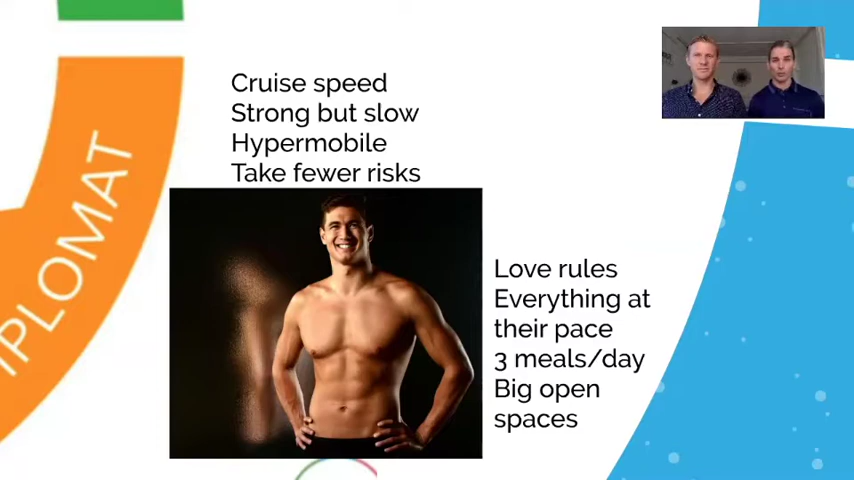 Cruise speed
Strong but slow
Hypermobile
Take fewer risks
IPLOMAT
Love rules
Everything at
their pace
3 meals/day
Big open
spaces